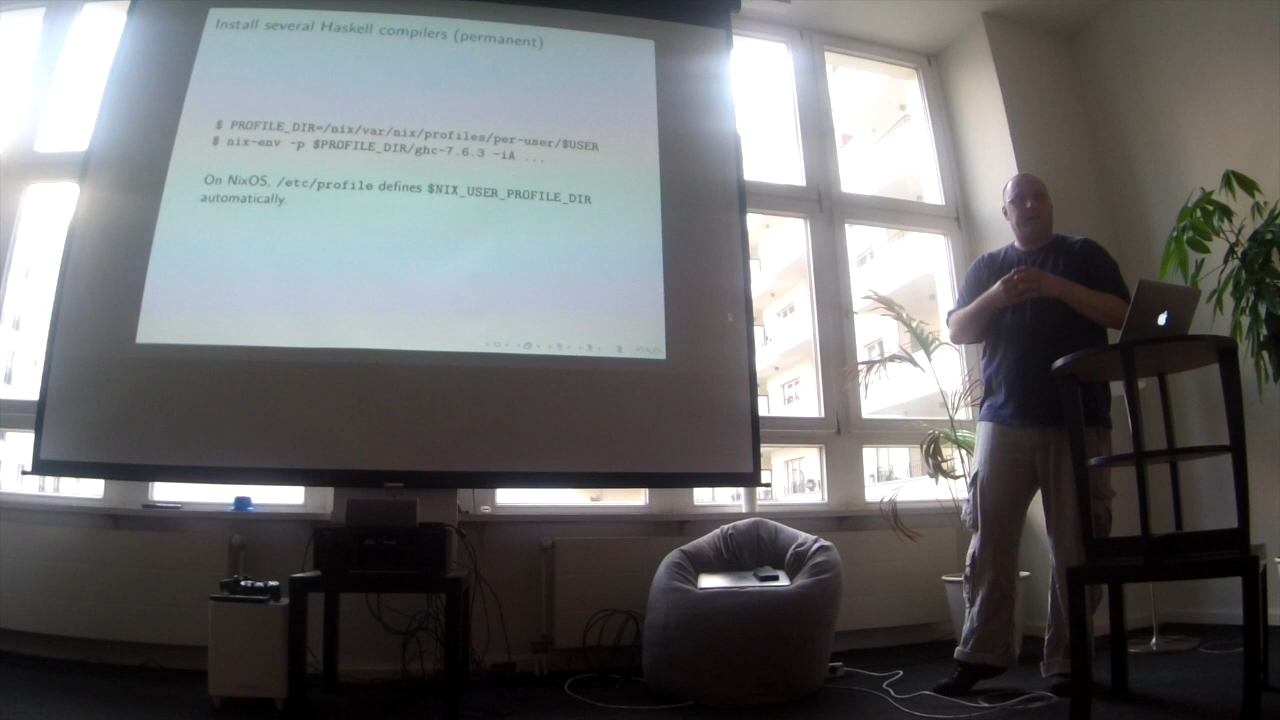 Install several Haskell compilers (permanent)
$ PROFILE_DIR=/nix/var/nix/profiles/per-user/$USER
$ nix-env -p $PROFILE_DIR/ghc-7.6.3 -iA ...
On NixOS, /etc/profile defines $NIX_USER_PROFILE_DIR
automatically.